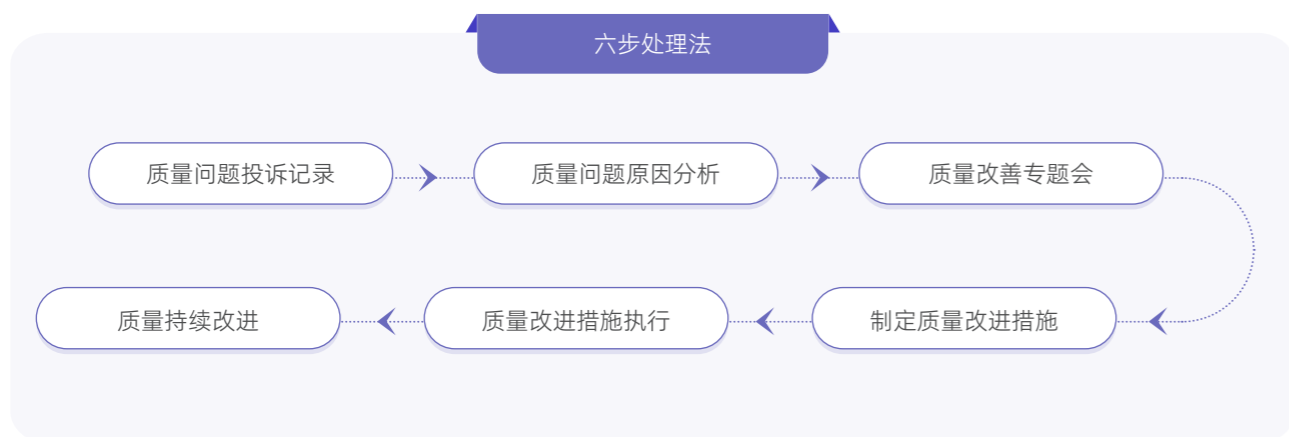 六步处理法
质量问题投诉记录
质量问题原因分析
质量改善专题会
制定质量改进措施
质量改进措施执行
质量持续改进